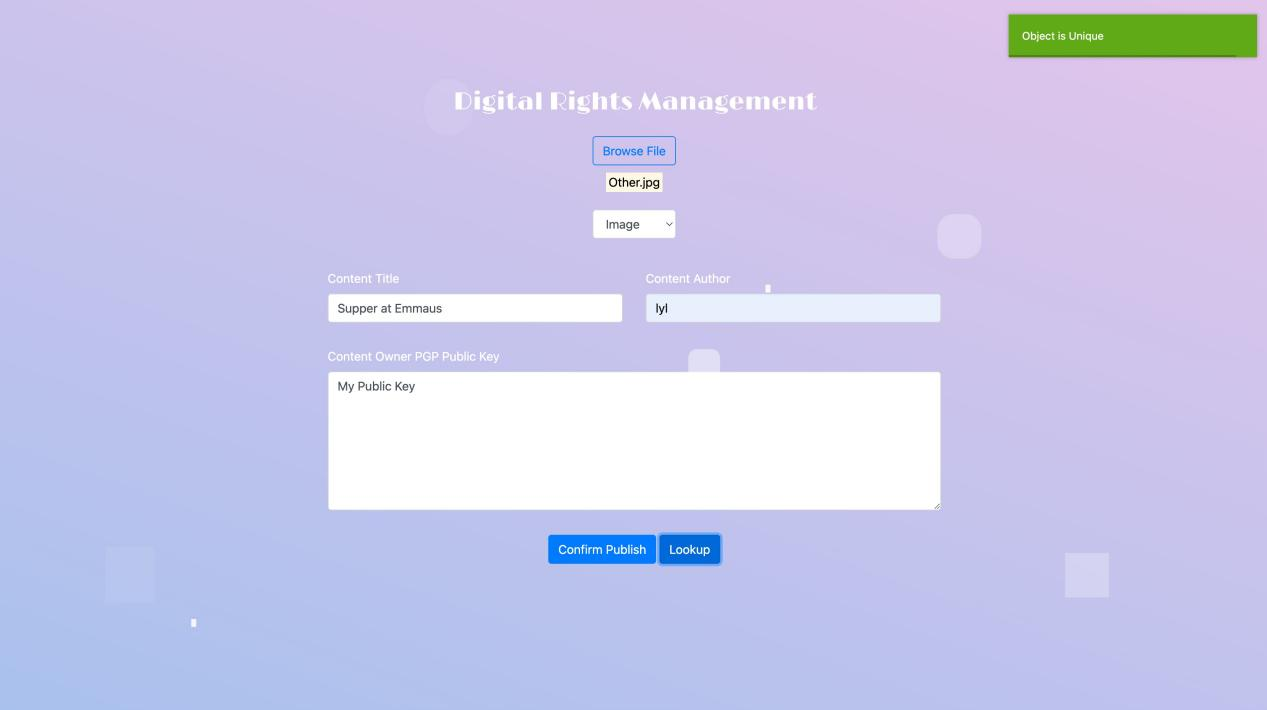 Object is Unique
Digital Rights Management
Browse File
Other.jpg
Image
Content Title
Content Author
Supper at Emmaus
lyl
Content Owner PGP Public Key
My Public Key
Confirm Publish
Lookup